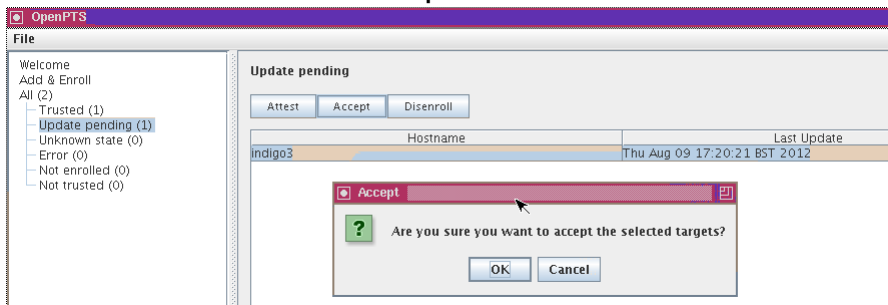 OpenPTS
File
Welcome
Add & Enroll
All (2)
Trusted (1)
Update pending (1)
Unknown state (0)
Error (0)
Not enrolled (0)
Not trusted (0)
Update pending
Attest Accept Disenroll
Hostname Last Update
indigo3 Thu Aug 09 17:20:21 BST 2012
Accept
? Are you sure you want to accept the selected targets?
OK Cancel